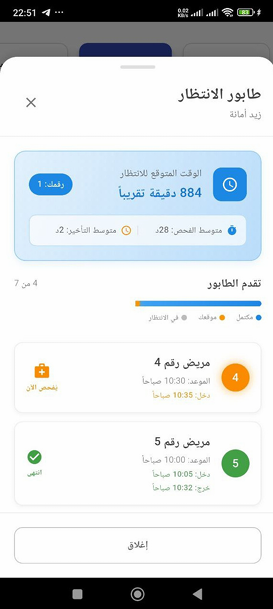 22:51
0.02 KB/s
طابور الانتظار
زيد أمانة
الوقت المتوقع للانتظار
884 دقيقة تقريباً
رقمك: 1
متوسط الفحص: 28د
متوسط التأخير: 2د
تقدم الطابور
4 من 7
مكتمل
موقعك
في الانتظار
4
مريض رقم 4
الموعد: 10:30 صباحاً
دخل: 10:35 صباحاً
يُفحص الآن
5
مريض رقم 5
الموعد: 10:00 صباحاً
دخل: 10:05 صباحاً
خرج: 10:32 صباحاً
انتهى
إغلاق